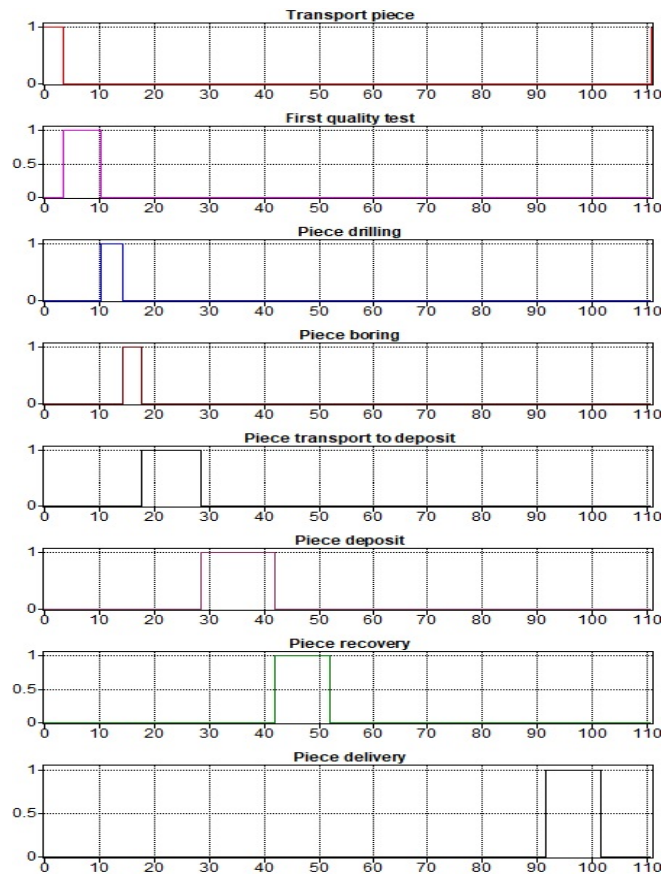 Transport piece
1
0
0 10 20 30 40 50 60 70 80 90 100 110
First quality test
1
0.5
0
0 10 20 30 40 50 60 70 80 90 100 110
Piece drilling
1
0
0 10 20 30 40 50 60 70 80 90 100 110
Piece boring
1
0
0 10 20 30 40 50 60 70 80 90 100 110
Piece transport to deposit
1
0
0 10 20 30 40 50 60 70 80 90 100 110
Piece deposit
1
0
0 10 20 30 40 50 60 70 80 90 100 110
Piece recovery
1
0.5
0
0 10 20 30 40 50 60 70 80 90 100 110
Piece delivery
1
0.5
0
0 10 20 30 40 50 60 70 80 90 100 110